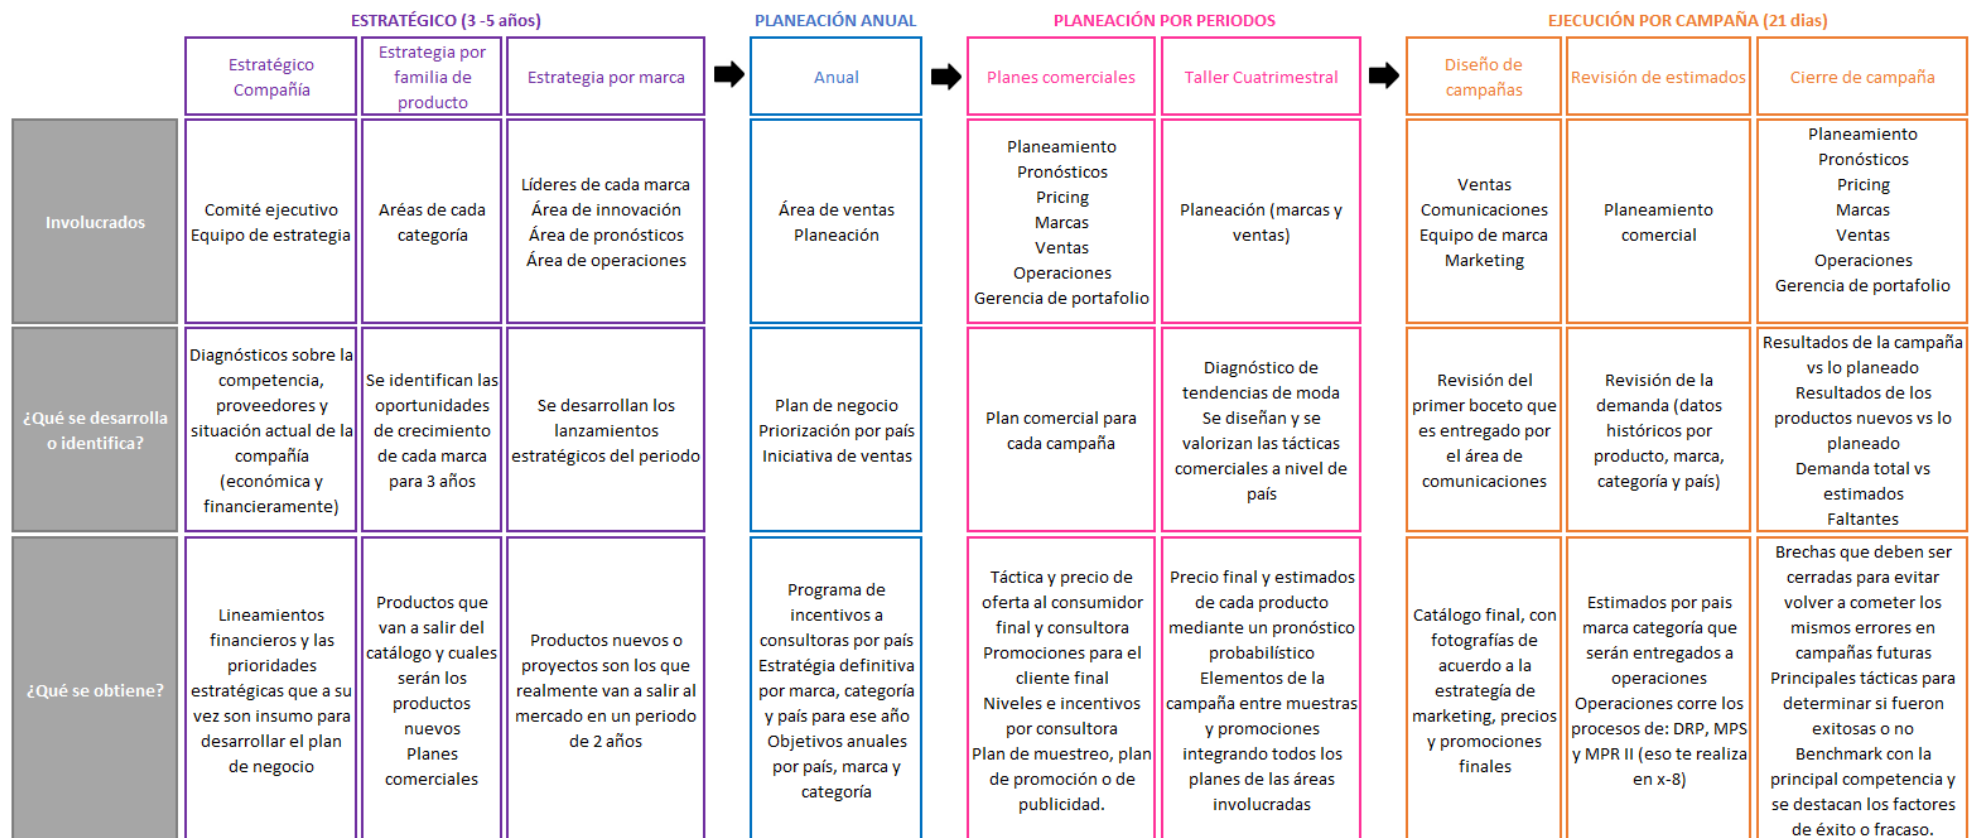 ESTRATÉGICO (3 -5 años)
PLANEACIÓN ANUAL
PLANEACIÓN POR PERIODOS
EJECUCIÓN POR CAMPAÑA (21 dias)
Estratégico
Compañía
Estrategia por
familia de
producto
Estrategia por marca
Anual
Planes comerciales
Taller Cuatrimestral
Diseño de
campañas
Revisión de estimados
Cierre de campaña
Involucrados
Comité ejecutivo
Equipo de estrategia
Aréas de cada
categoría
Líderes de cada marca
Área de innovación
Área de pronósticos
Área de operaciones
Área de ventas
Planeación
Planeamiento
Pronósticos
Pricing
Marcas
Ventas
Operaciones
Gerencia de portafolio
Planeación (marcas y
ventas)
Ventas
Comunicaciones
Equipo de marca
Marketing
Planeamiento
comercial
Planeamiento
Pronósticos
Pricing
Marcas
Ventas
Operaciones
Gerencia de portafolio
¿Qué se desarrolla
o identifica?
Diagnósticos sobre la
competencia,
proveedores y
situación actual de la
compañía
(económica y
financieramente)
Se identifican las
oportunidades
de crecimiento
de cada marca
para 3 años
Se desarrollan los
lanzamientos
estratégicos del periodo
Plan de negocio
Priorización por país
Iniciativa de ventas
Plan comercial para
cada campaña
Diagnóstico de
tendencias de moda
Se diseñan y se
valorizan las tácticas
comerciales a nivel de
país
Revisión del
primer boceto que
es entregado por
el área de
comunicaciones
Revisión de la
demanda (datos
históricos por
producto, marca,
categoría y país)
Resultados de la campaña
vs lo planeado
Resultados de los
productos nuevos vs lo
planeado
Demanda total vs
estimados
Faltantes
¿Qué se obtiene?
Lineamientos
financieros y las
prioridades
estratégicas que a su
vez son insumo para
desarrollar el plan
de negocio
Productos que
van a salir del
catálogo y cuales
serán los
productos
nuevos
Planes
comerciales
Productos nuevos o
proyectos son los que
realmente van a salir al
mercado en un periodo
de 2 años
Programa de
incentivos a
consultoras por país
Estratégia definitiva
por marca, categoría
y país para ese año
Objetivos anuales
por país, marca y
categoría
Táctica y precio de
oferta al consumidor
final y consultora
Promociones para el
cliente final
Niveles e incentivos
por consultora
Plan de muestreo, plan
de promoción o de
publicidad.
Precio final y estimados
de cada producto
mediante un pronóstico
probabilístico
Elementos de la
campaña entre muestras
y promociones
integrando todos los
planes de las áreas
involucradas
Catálogo final, con
fotografías de
acuerdo a la
estrategía de
marketing, precios
y promociones
finales
Estimados por pais
marca categoría que
serán entregados a
operaciones
Operaciones corre los
procesos de: DRP, MPS
y MPR II (eso te realiza
en x-8)
Brechas que deben ser
cerradas para evitar
volver a cometer los
mismos errores en
campañas futuras
Principales tácticas para
determinar si fueron
exitosas o no
Benchmark con la
principal competencia y
se destacan los factores
de éxito o fracaso.